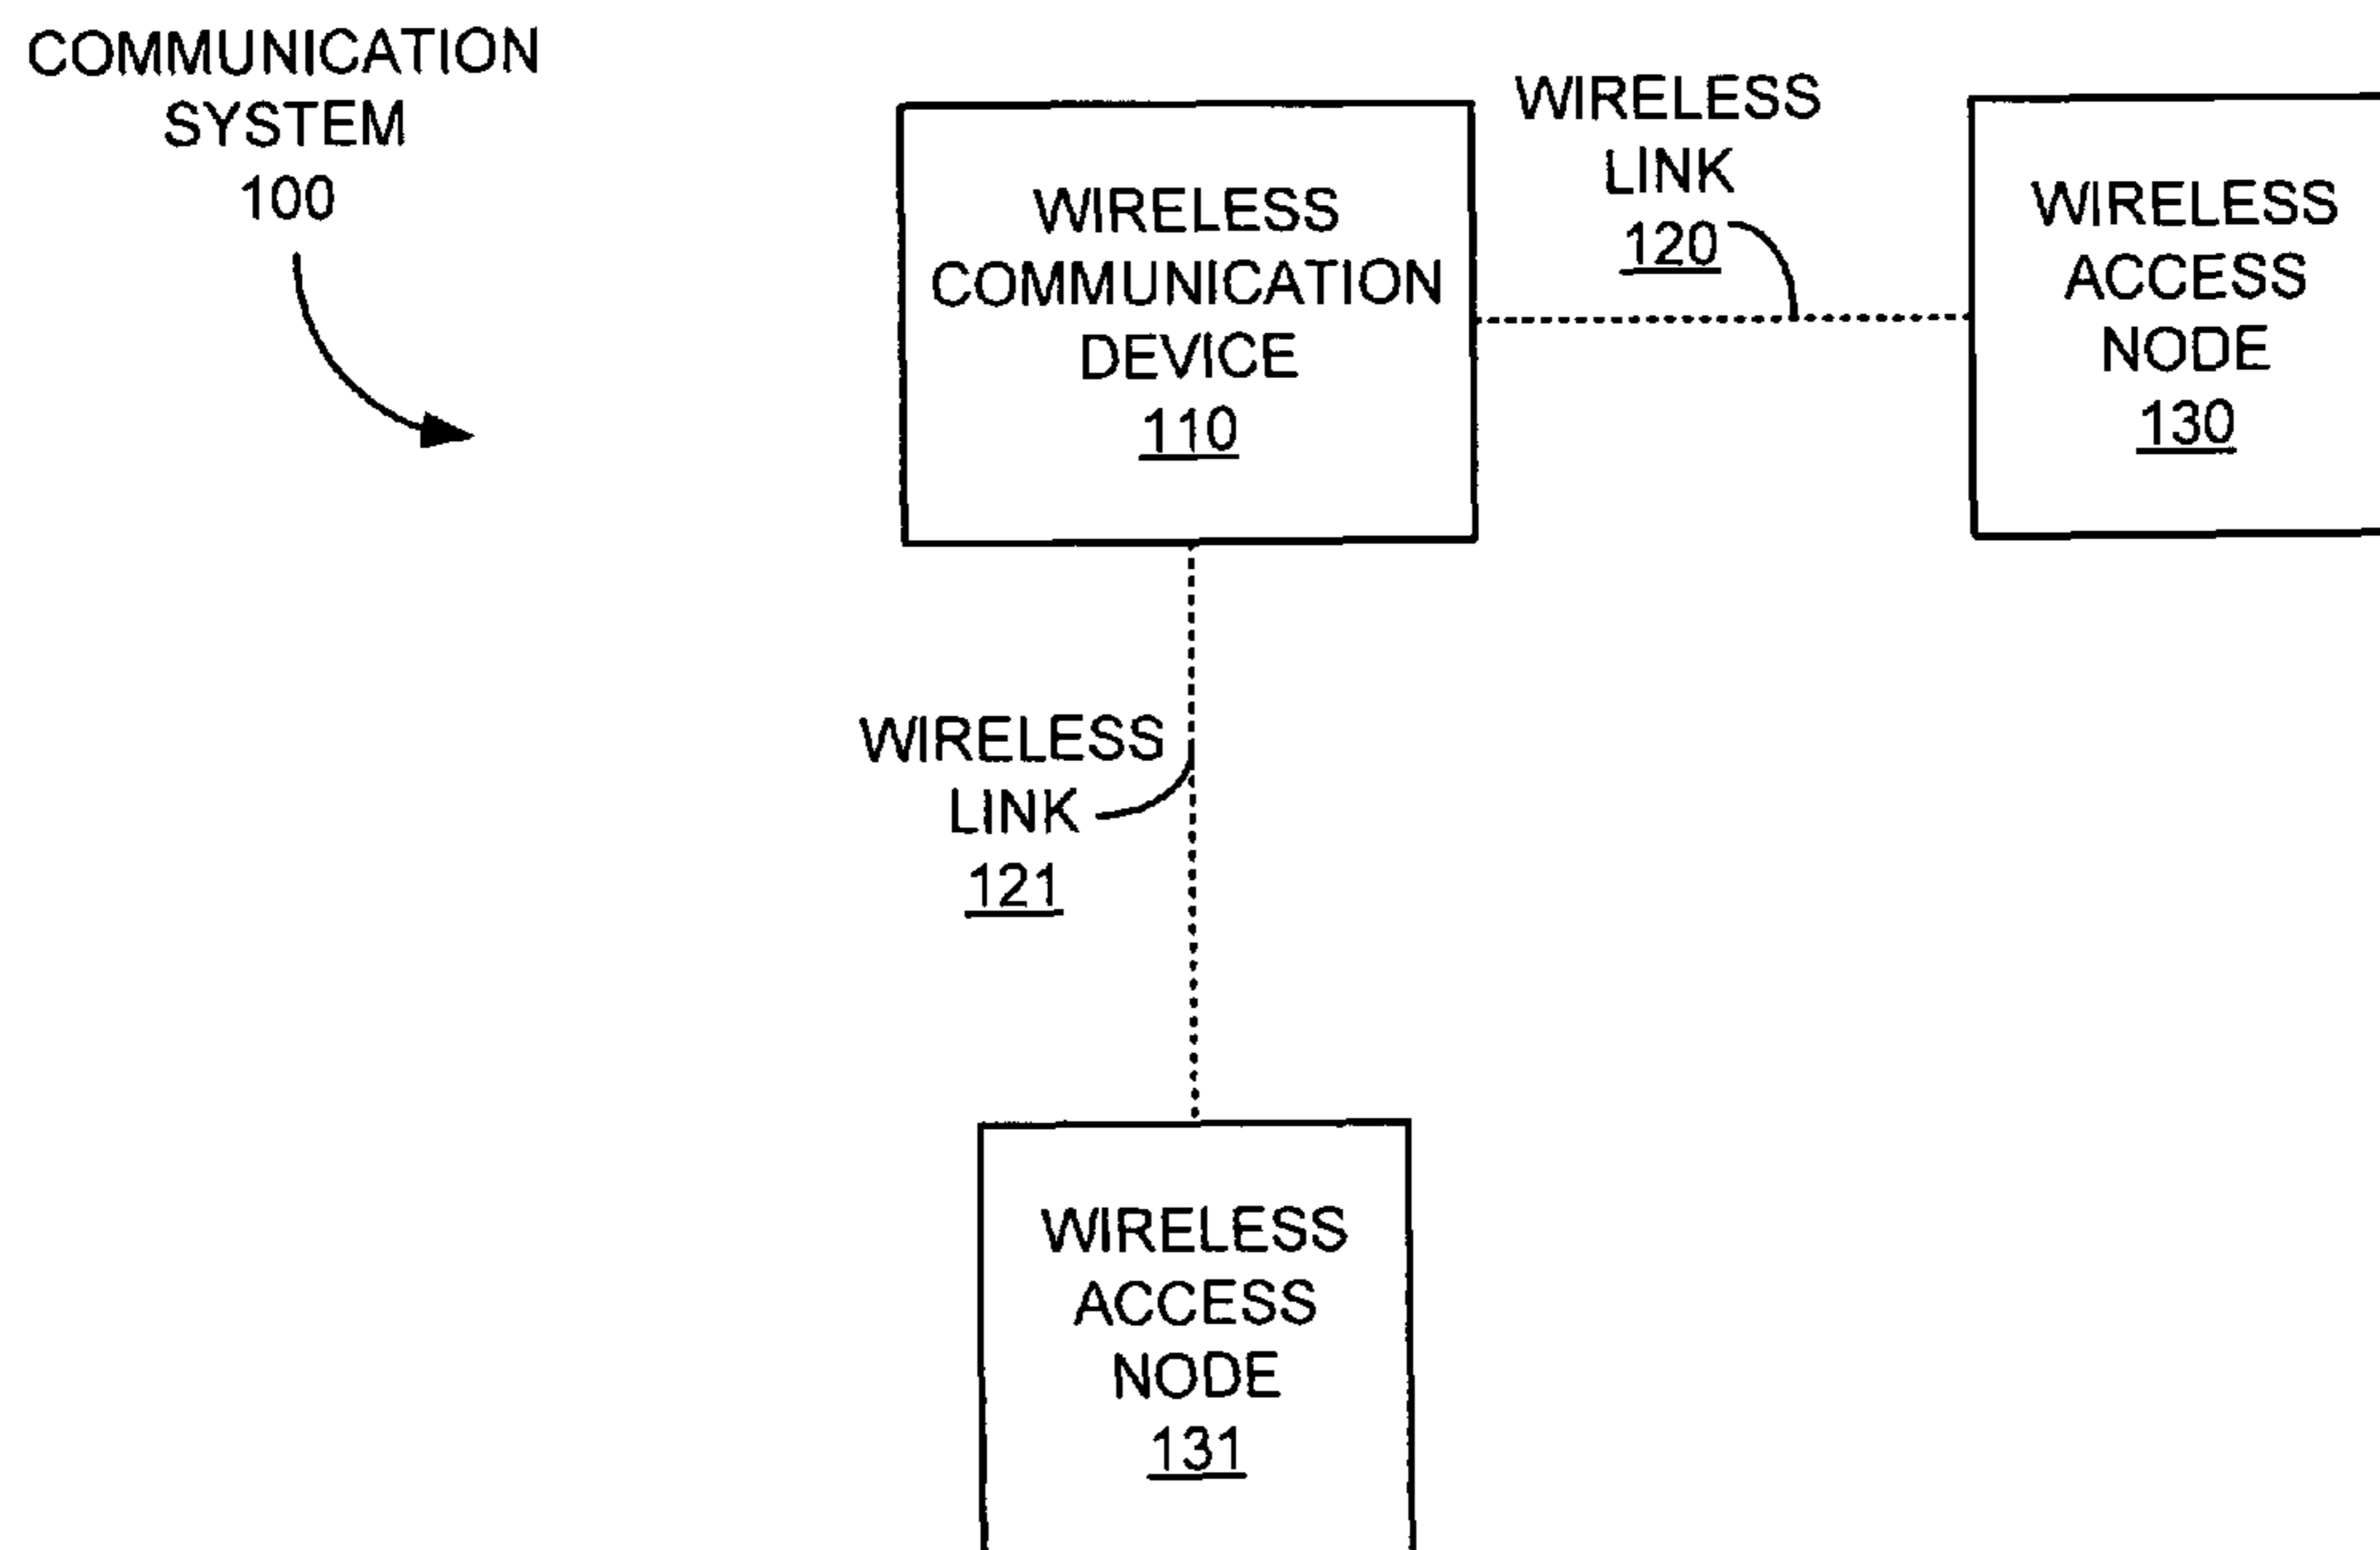 COMMUNICATION
SYSTEM
100
WIRELESS
COMMUNICATION
DEVICE
110
WIRELESS
LINK
120
WIRELESS
ACCESS
NODE
130
WIRELESS
LINK
121
WIRELESS
ACCESS
NODE
131